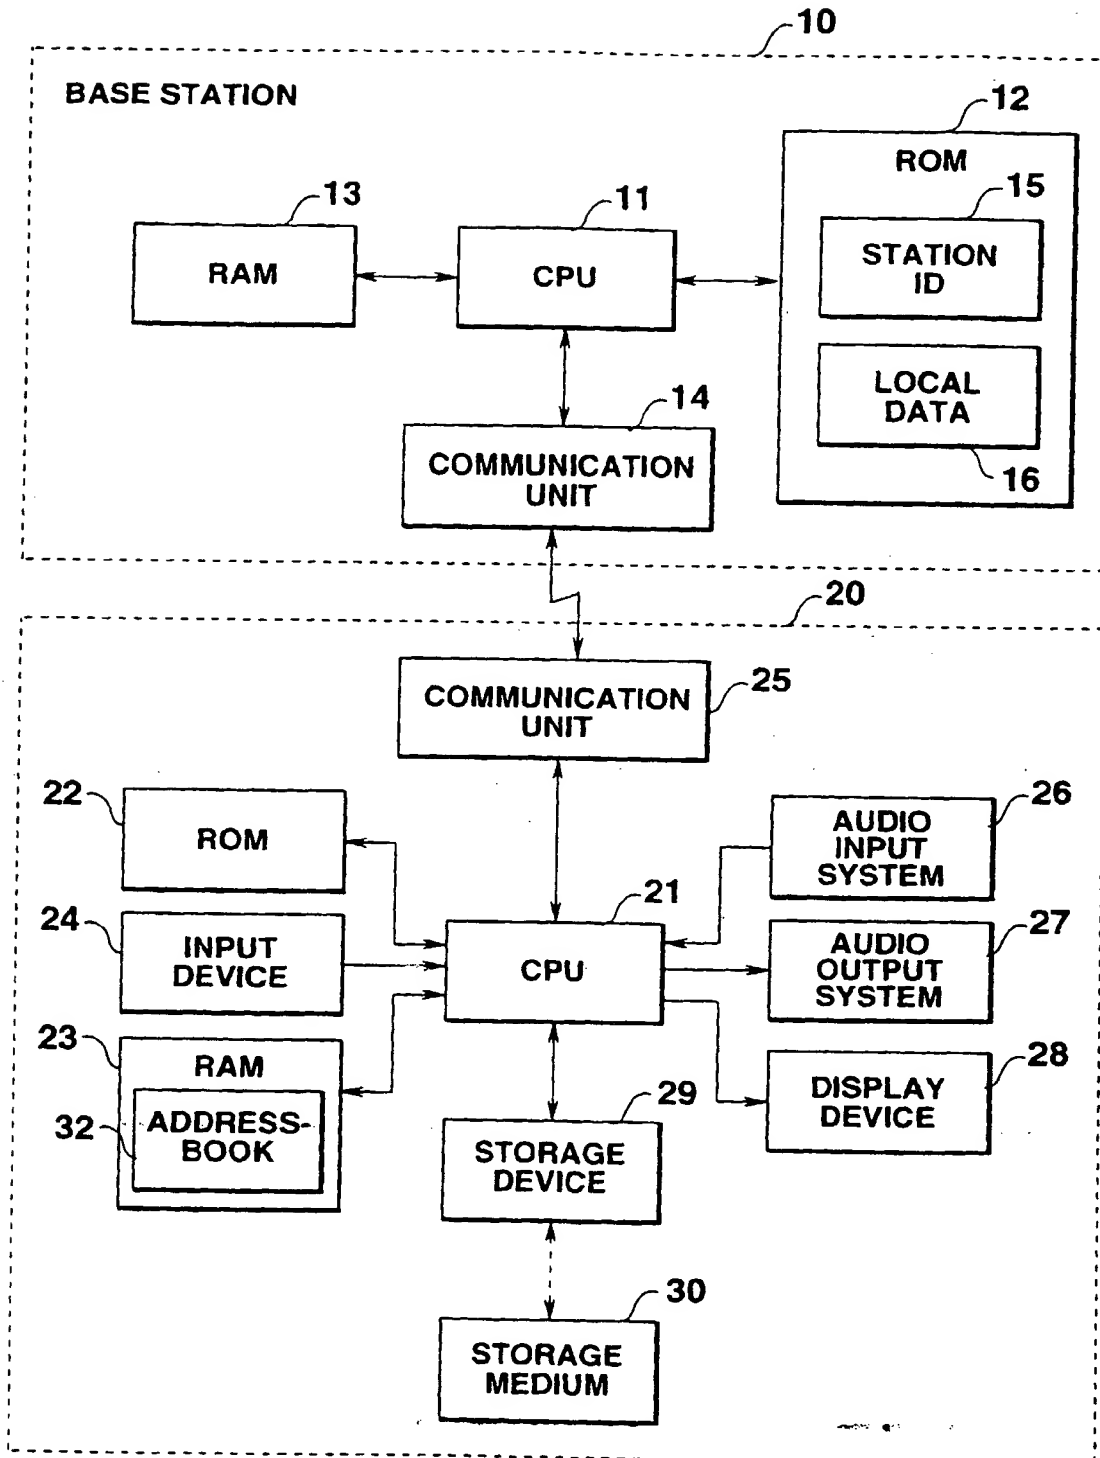 10
BASE STATION
12
ROM
13
11
15
RAM
CPU
STATION
ID
14
LOCAL
DATA
16
COMMUNICATION
UNIT
20
COMMUNICATION
UNIT
25
22
ROM
26
AUDIO
INPUT
SYSTEM
24
INPUT
DEVICE
21
CPU
27
AUDIO
OUTPUT
SYSTEM
23
RAM
32
ADDRESS-
BOOK
29
STORAGE
DEVICE
28
DISPLAY
DEVICE
30
STORAGE
MEDIUM